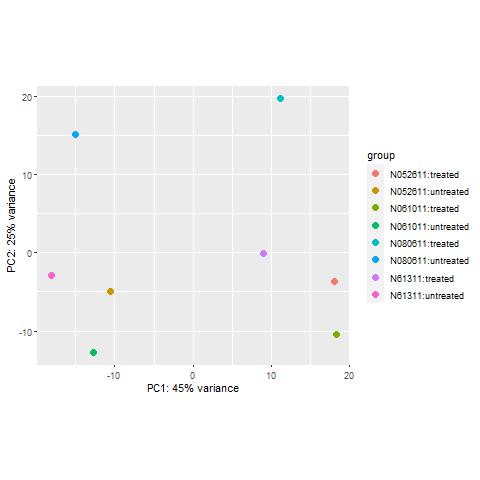 20
10
0
-10
PC2: 25% variance
-10
0
10
20
PC1: 45% variance
group
N052611:treated
N052611:untreated
N061011:treated
N061011:untreated
N080611:treated
N080611:untreated
N61311:treated
N61311:untreated